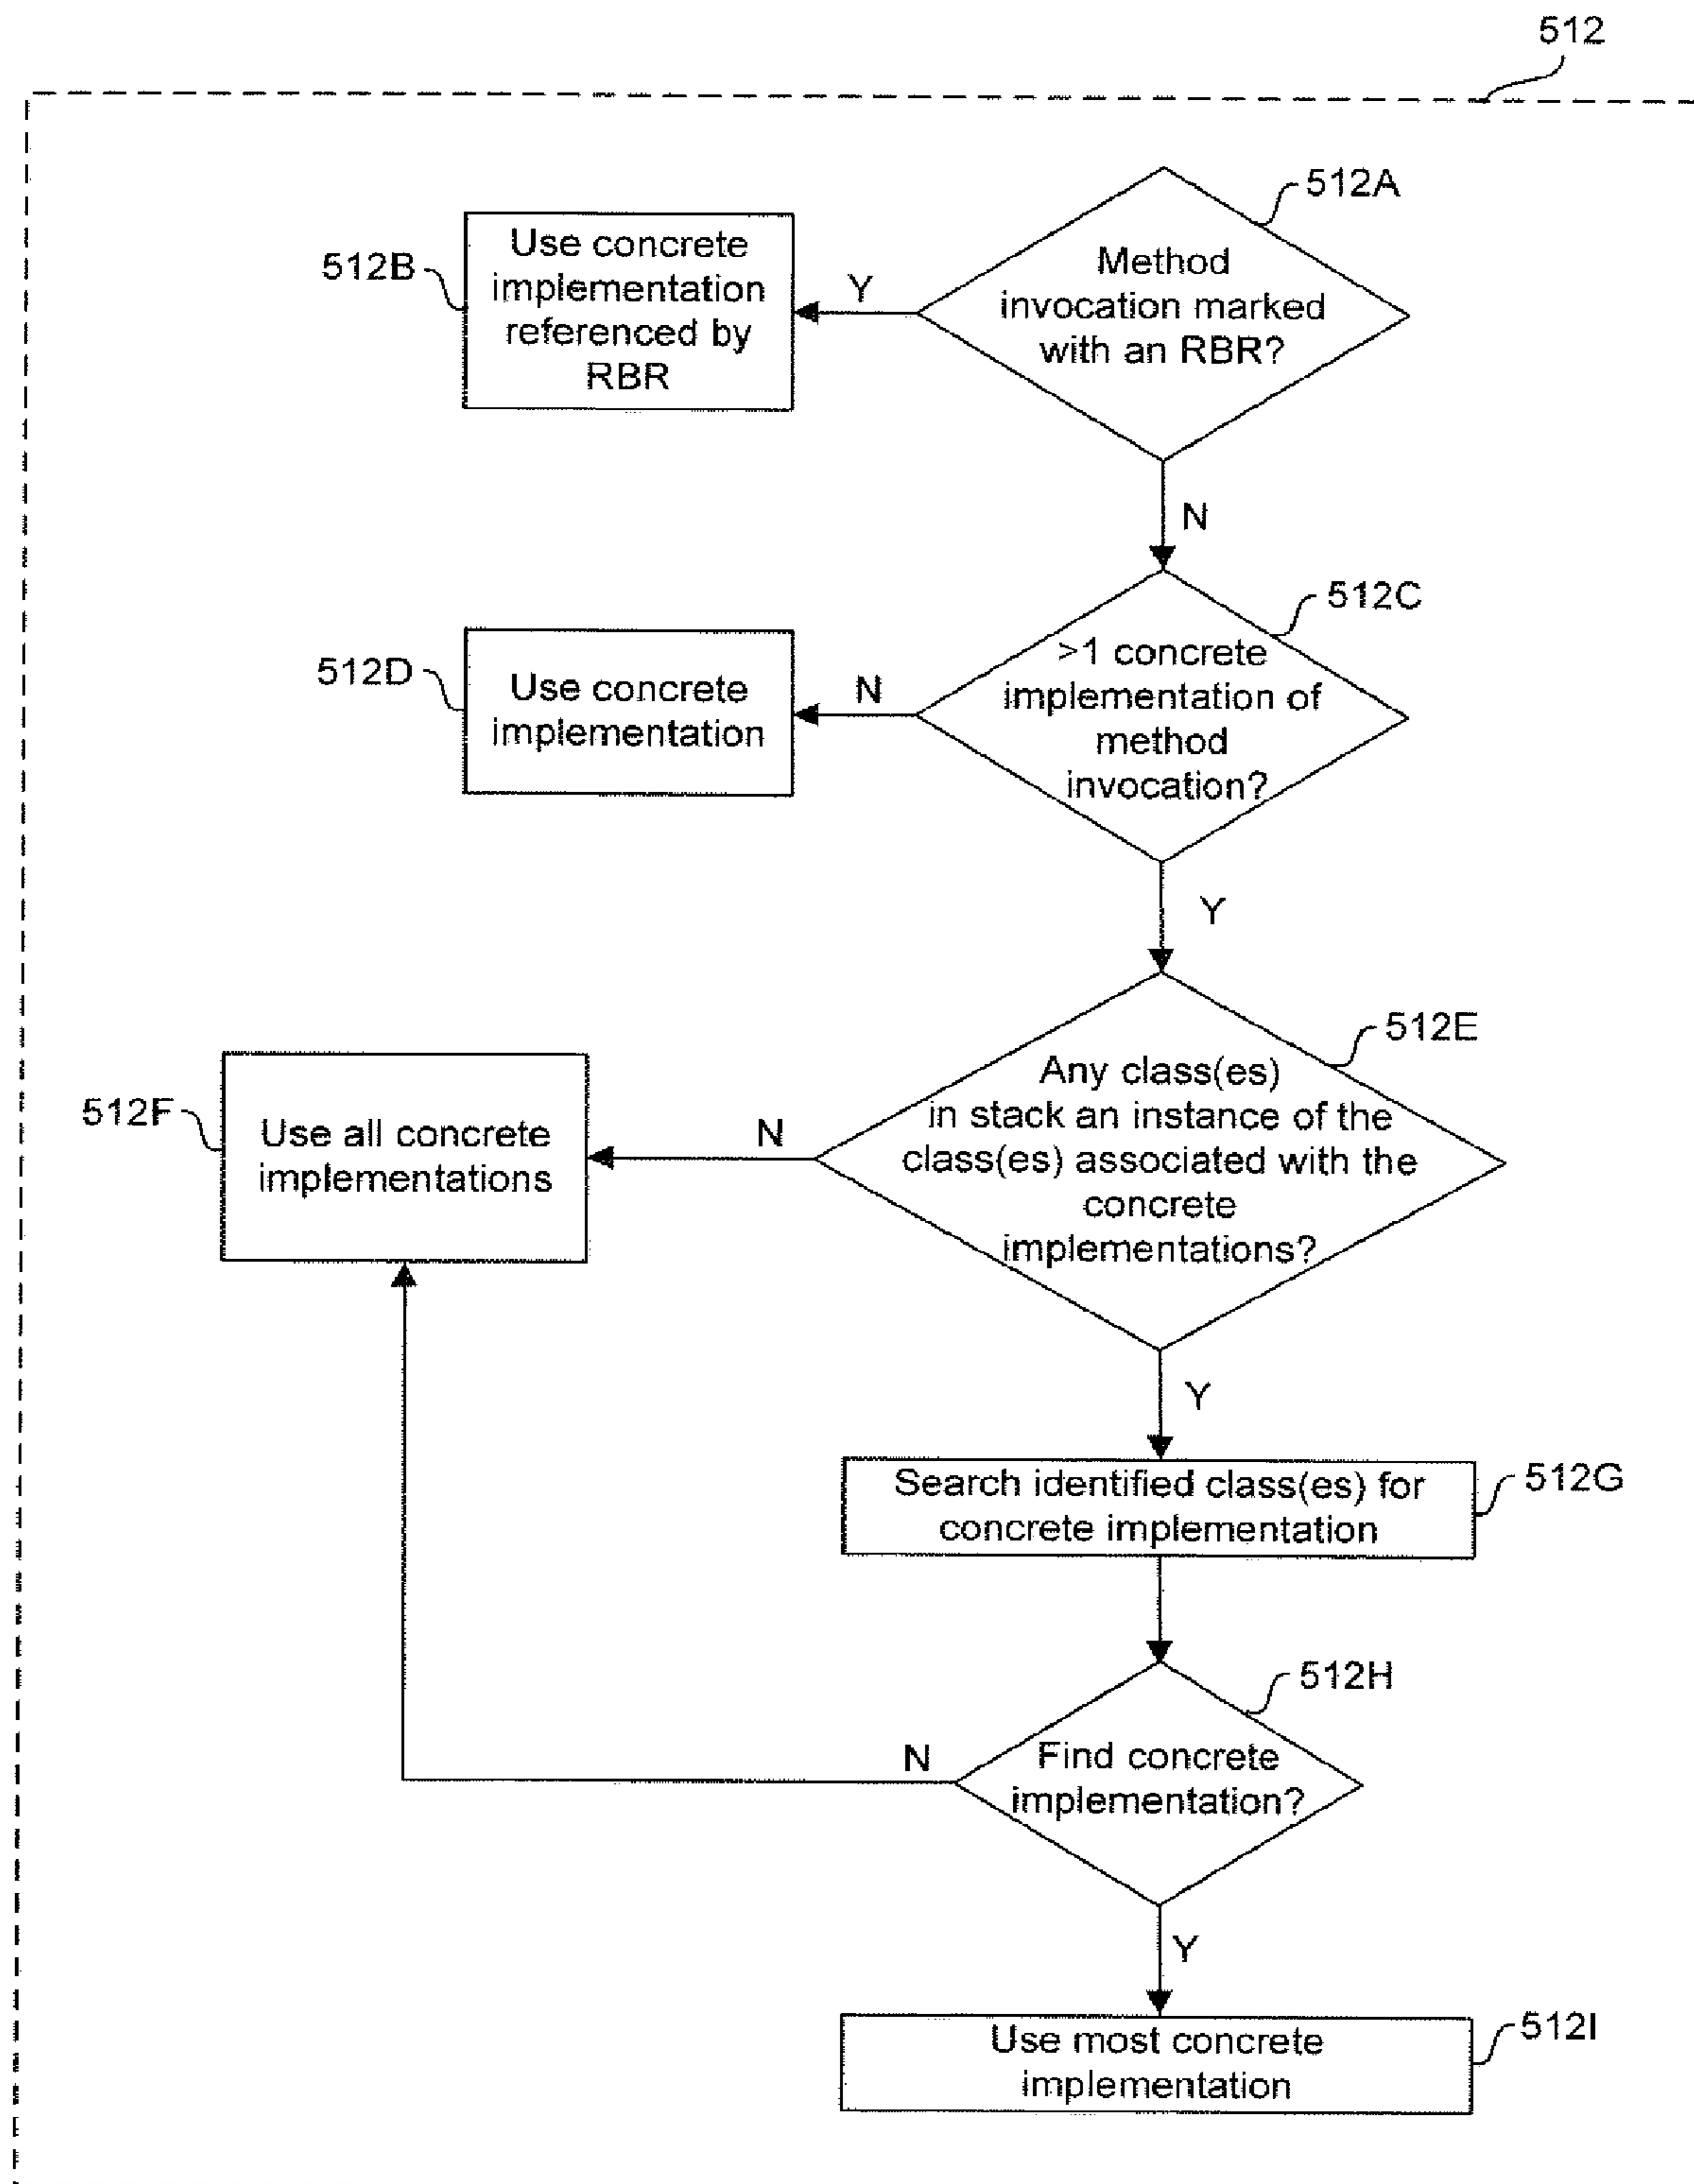 512
512A
Method
invocation marked
with an RBR?
Y
512B
Use concrete
implementation
referenced by
RBR
N
512C
>1 concrete
implementation of
method
invocation?
N
512D
Use concrete
implementation
Y
512E
Any class(es)
in stack an instance of the
class(es) associated with the
concrete
implementations?
N
512F
Use all concrete
implementations
Y
512G
Search identified class(es) for
concrete implementation
512H
Find concrete
implementation?
N
Y
512I
Use most concrete
implementation